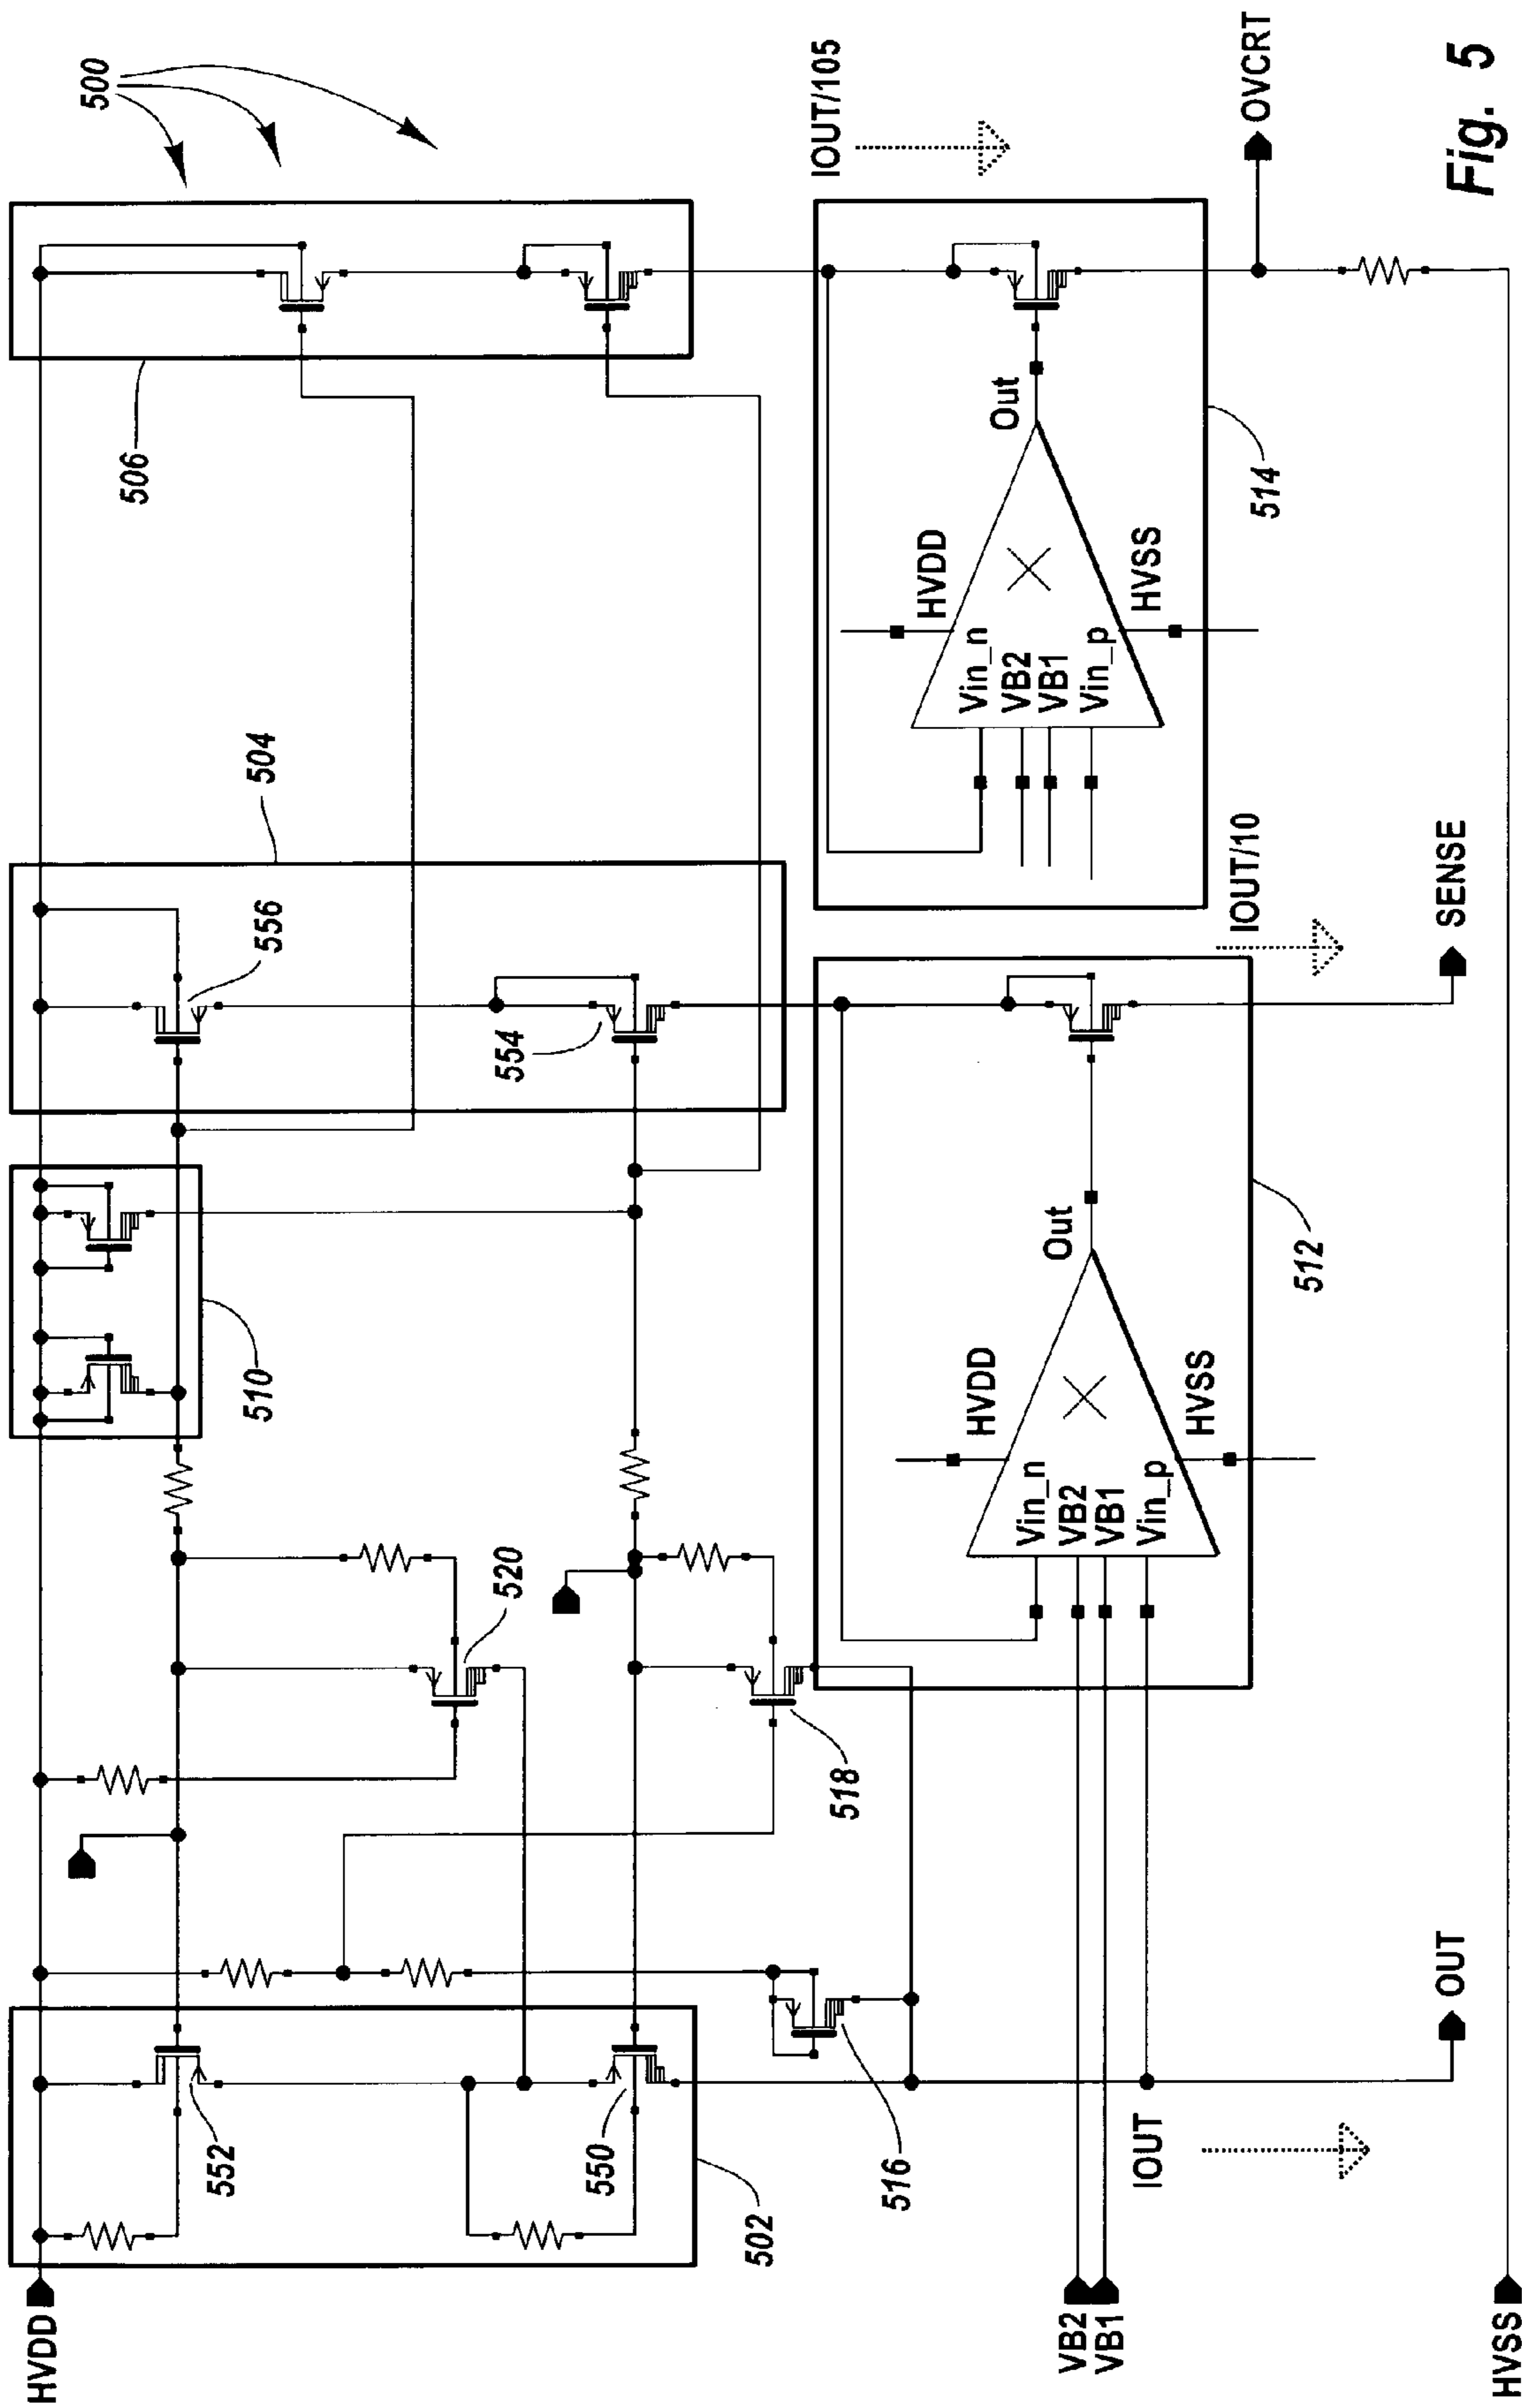 HVDD
552
550
502
516
520
518
510
504
556
554
506
500
VB2
VB1
IOUT
OUT
HVDD
Vin_n
VB2
VB1
Vin_p
HVSS
Out
512
IOUT/10
SENSE
HVDD
Vin_n
VB2
VB1
Vin_p
HVSS
Out
514
IOUT/105
OVCRT
HVSS
Fig. 5